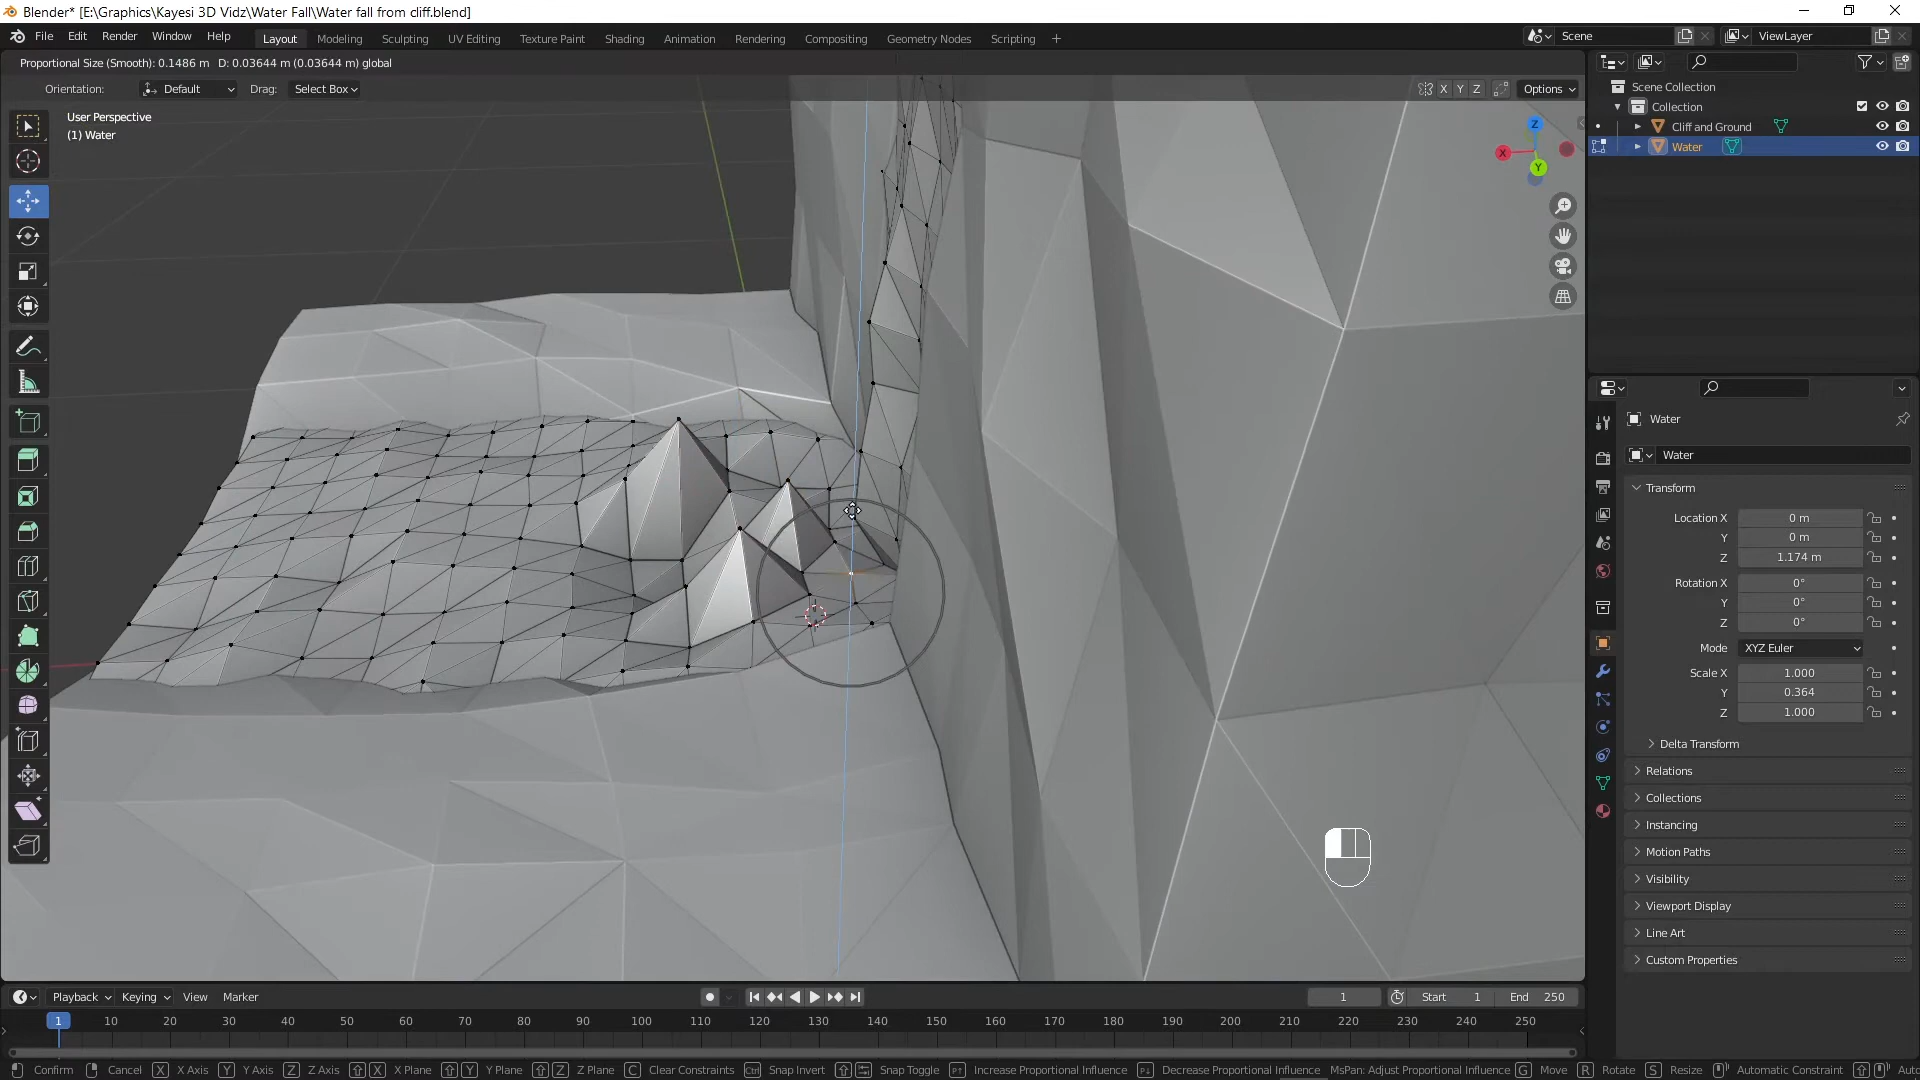 Blender* [E:\Graphics\Kayesi 3D Vidz\Water Fall\Water fall from cliff.blend]
File Edit Render Window Help Layout Modeling Sculpting UV Editing Texture Paint Shading Animation Rendering Compositing Geometry Nodes Scripting Scene ViewLayer
Proportional Size (Smooth): 0.1486 m D: 0.03644 m (0.03644 m) global
Orientation: Default Drag: Select Box X Y Z Options
Scene Collection
Collection
Cliff and Ground
Water
User Perspective
(1) Water
Z
X
Y
Water
Water
Transform
Location X 0 m
Y 0 m
Z 1.174 m
Rotation X 0°
Y 0°
Z 0°
Mode XYZ Euler
Scale X 1.000
Y 0.364
Z 1.000
Delta Transform
Relations
Collections
Instancing
Motion Paths
Visibility
Viewport Display
Line Art
Custom Properties
Playback Keying View Marker 1 Start 1 End 250
1 10 20 30 40 50 60 70 80 90 100 110 120 130 140 150 160 170 180 190 200 210 220 230 240 250
Confirm Cancel X X Axis Y Y Axis Z Z Axis X X Plane Y Y Plane Z Z Plane C Clear Constraints Ctrl Snap Invert Snap Toggle Increase Proportional Influence Decrease Proportional Influence MsPan: Adjust Proportional Influence G Move R Rotate S Resize Automatic Constraint